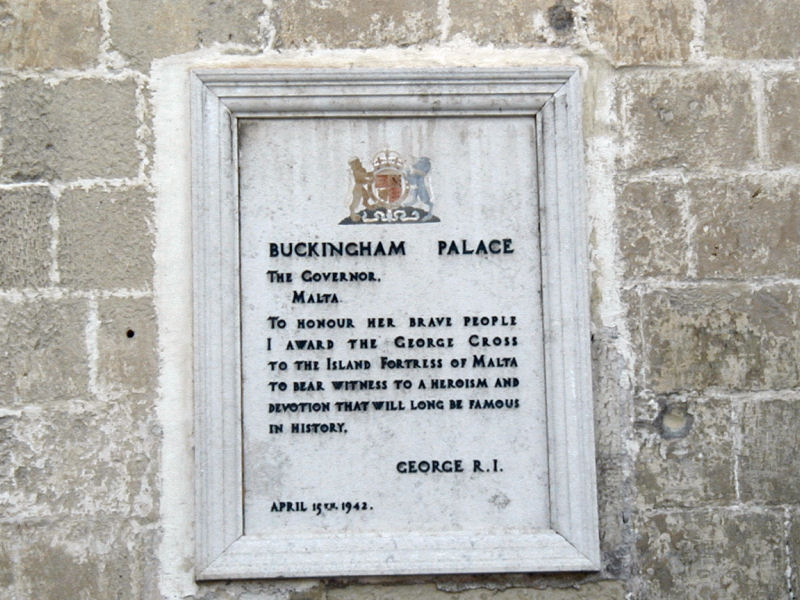 BUCKINGHAM PALACE
THE GOVERNOR,
MALTA.
TO HONOUR HER BRAVE PEOPLE
I AWARD THE GEORGE CROSS
TO THE ISLAND FORTRESS OF MALTA
TO BEAR WITNESS TO A HEROISM AND
DEVOTION THAT WILL LONG BE FAMOUS
IN HISTORY,
GEORGE R.I.
APRIL 15TH, 1942.